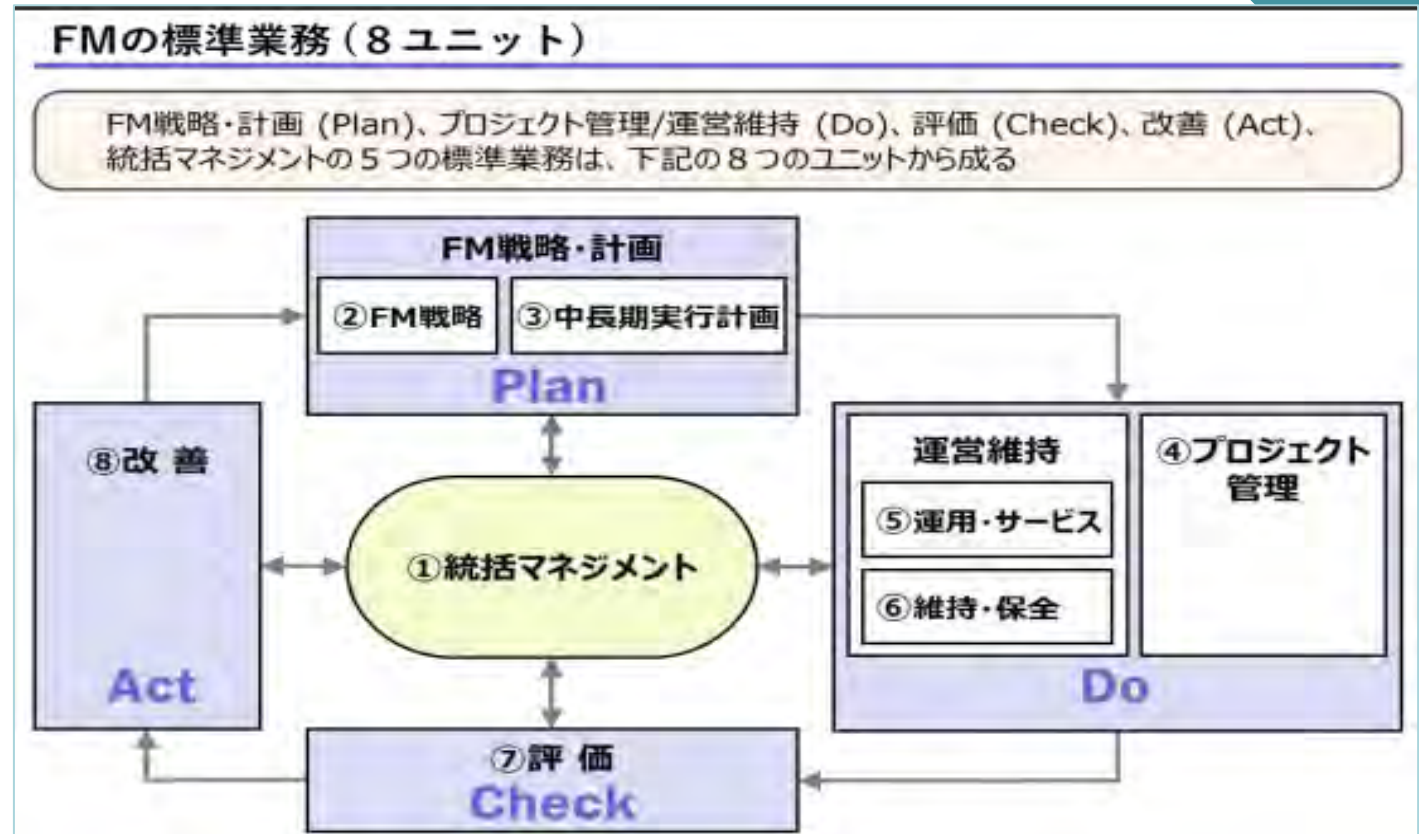 FMの標準業務(8ユニット)
FM戦略・計画 (Plan)、プロジェクト管理/運営維持 (Do)、評価 (Check)、改善 (Act)、
統括マネジメントの5つの標準業務は、下記の8つのユニットから成る
FM戦略・計画
②FM戦略
③中長期実行計画
Plan
運営維持
⑤運用・サービス
⑥維持・保全
④プロジェクト
管理
Do
①統括マネジメント
⑧改 善
Act
⑦評 価
Check